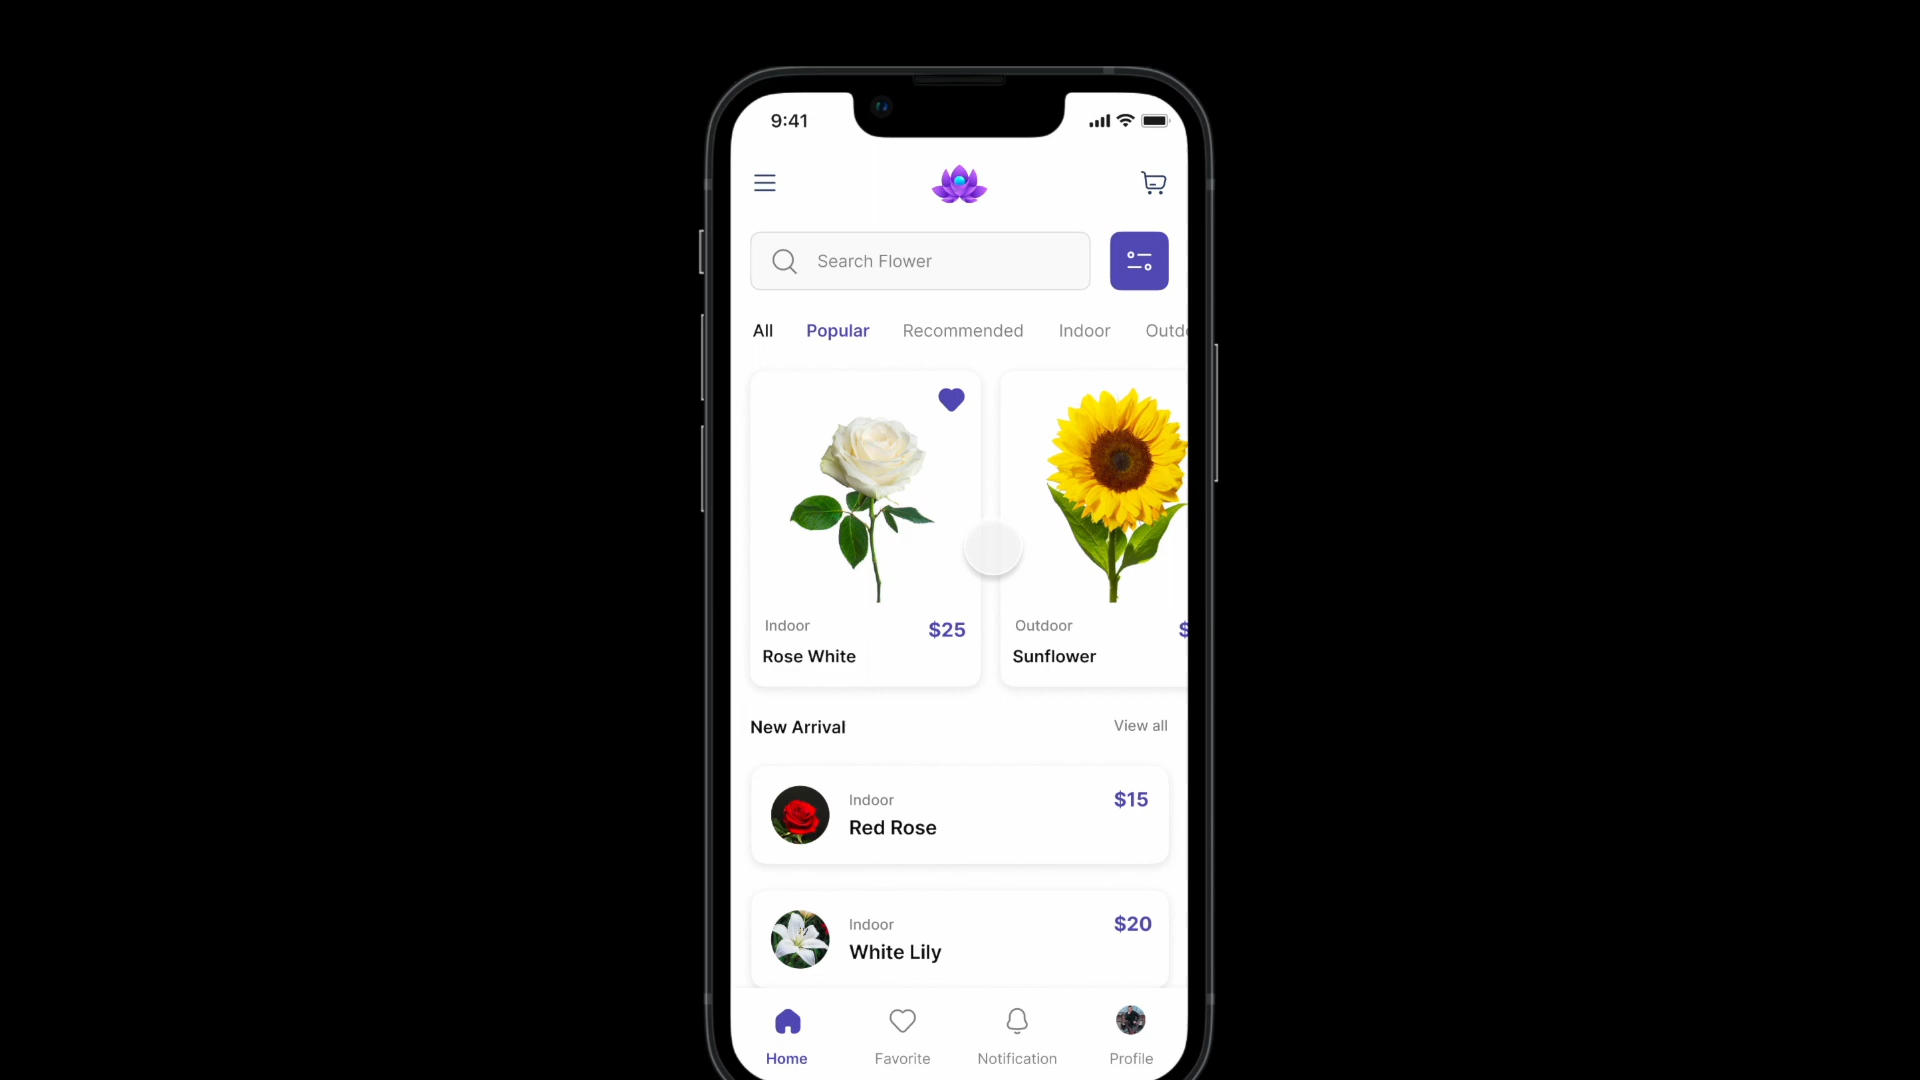 9:41
Search Flower
All Popular Recommended Indoor Outdo
Indoor $25
Rose White
Outdoor $
Sunflower
New Arrival View all
Indoor $15
Red Rose
Indoor $20
White Lily
Home Favorite Notification Profile